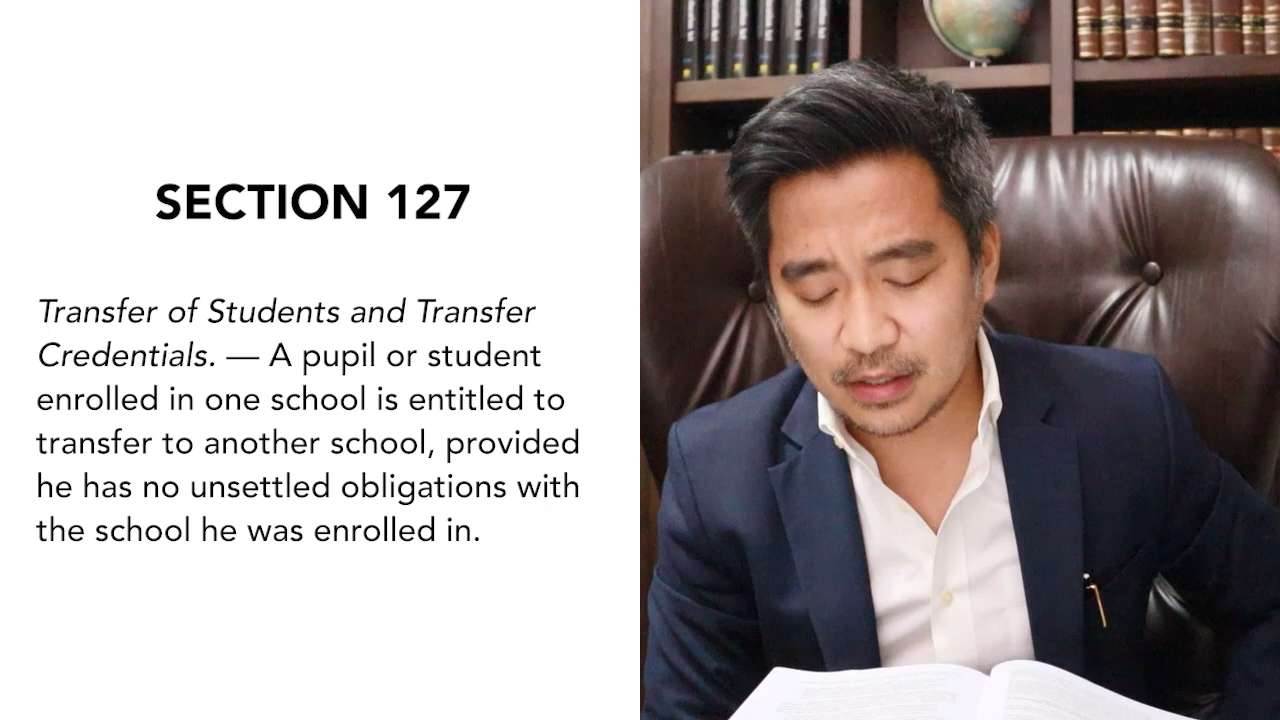 SECTION 127
Transfer of Students and Transfer
Credentials. — A pupil or student
enrolled in one school is entitled to
transfer to another school, provided
he has no unsettled obligations with
the school he was enrolled in.